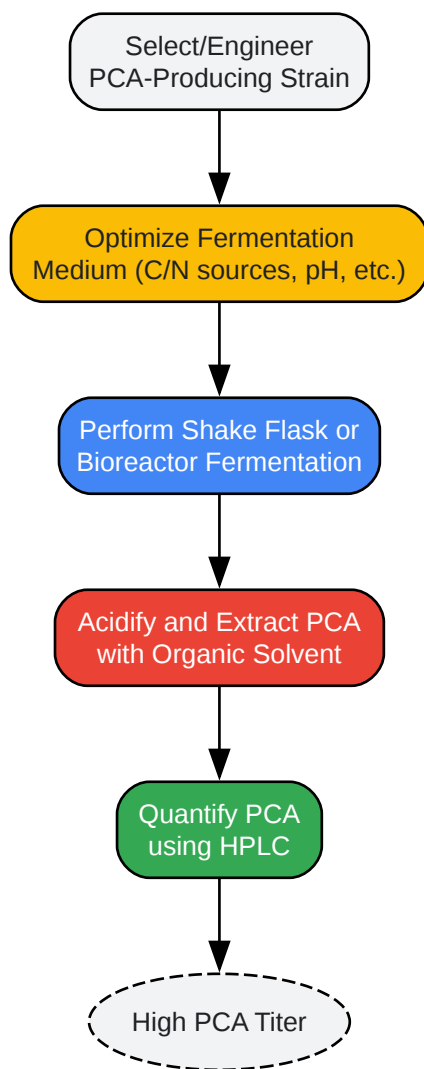 Select/Engineer
PCA-Producing Strain
Optimize Fermentation
Medium (C/N sources, pH, etc.)
Perform Shake Flask or
Bioreactor Fermentation
Acidify and Extract PCA
with Organic Solvent
Quantify PCA
using HPLC
High PCA Titer